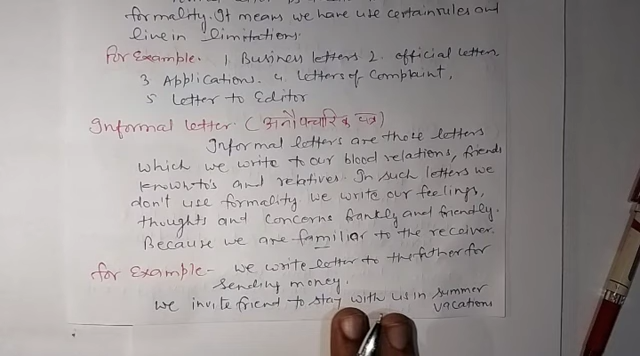 formality. It means we have use certain rules and
live in limitations.
For Example. 1 Business letters 2. official letters
3 Applications. 4. Letters of Complaint,
5 Letter to Editor
Informal letter. (अनौपचारिक पत्र)
Informal letters are those letters
which we write to our blood relations, friends
known to's and relatives. In such letters we
don't use formality we write our feelings,
thoughts and concerns frankly and friendly.
Because we are familiar to the receiver.
for Example - we write letter to the father for
sending money.
we invite friend to stay with us in summer
vacations